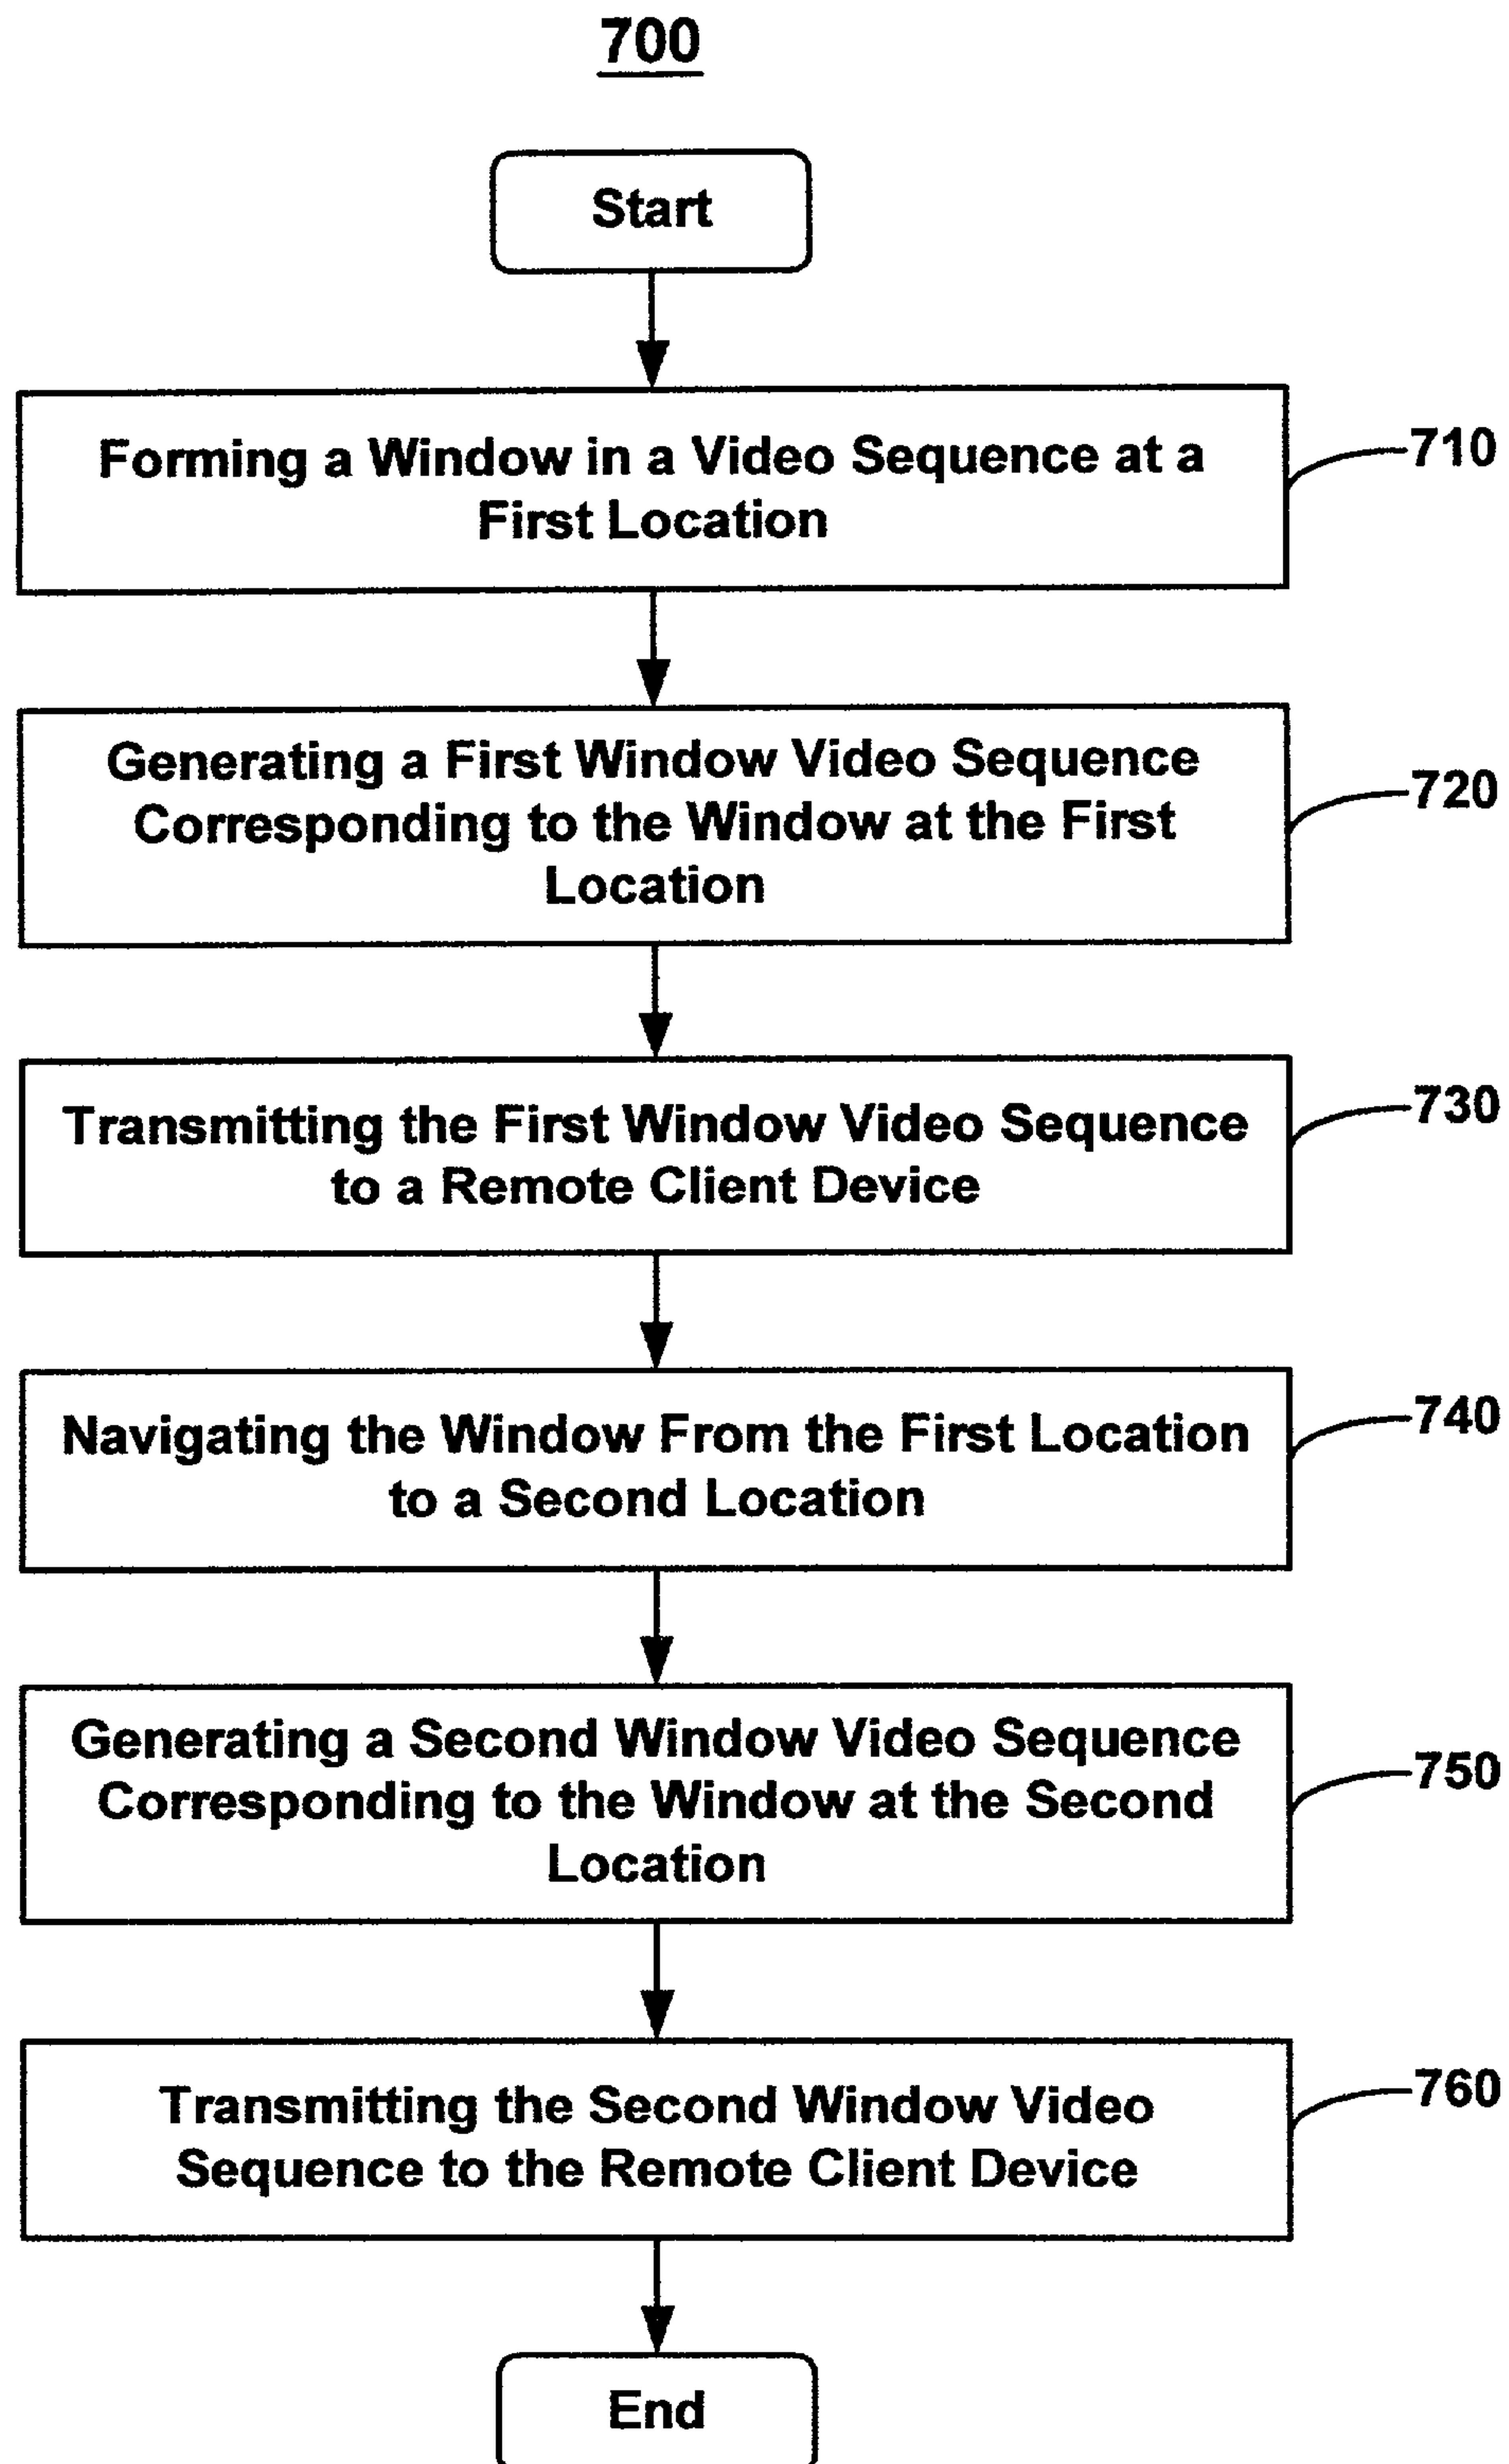 700
Start
Forming a Window in a Video Sequence at a
First Location
710
Generating a First Window Video Sequence
Corresponding to the Window at the First
Location
720
Transmitting the First Window Video Sequence
to a Remote Client Device
730
Navigating the Window From the First Location
to a Second Location
740
Generating a Second Window Video Sequence
Corresponding to the Window at the Second
Location
750
Transmitting the Second Window Video
Sequence to the Remote Client Device
760
End